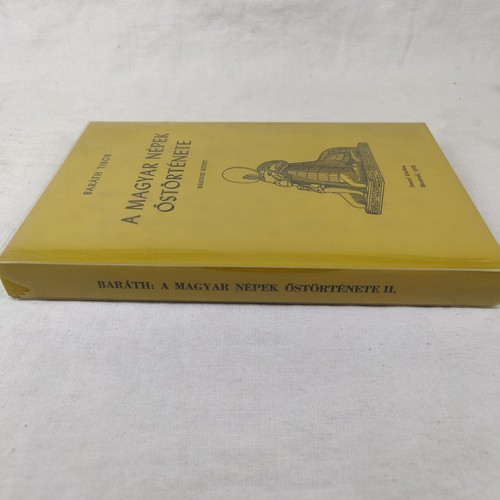 BARÁTH TIBOR
A MAGYAR NÉPEK
ŐSTÖRTÉNETE
BARÁTH: A MAGYAR NÉPEK ŐSTÖRTÉNETE II.